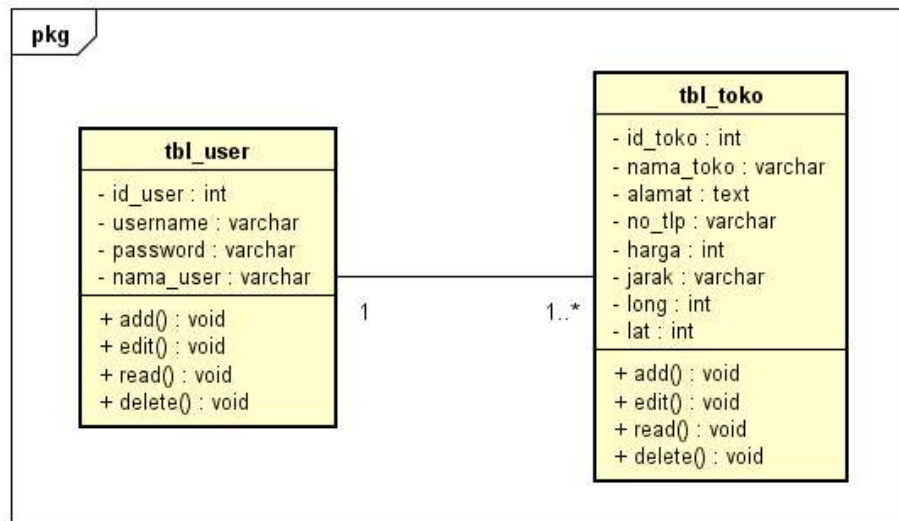 pkg
tbl_user
- id_user : int
- username : varchar
- password : varchar
- nama_user : varchar
+ add() : void
+ edit() : void
+ read() : void
+ delete() : void
1
1..*
tbl_toko
- id_toko : int
- nama_toko : varchar
- alamat : text
- no_tlp : varchar
- harga : int
- jarak : varchar
- long : int
- lat : int
+ add() : void
+ edit() : void
+ read() : void
+ delete() : void